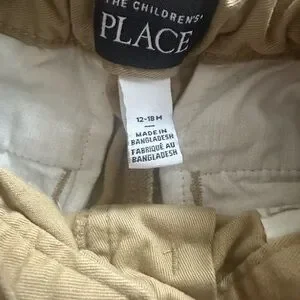 THE CHILDREN'S
PLACE
12-18 M
MADE IN
BANGLADESH
FABRIQUÉ AU
BANGLADESH